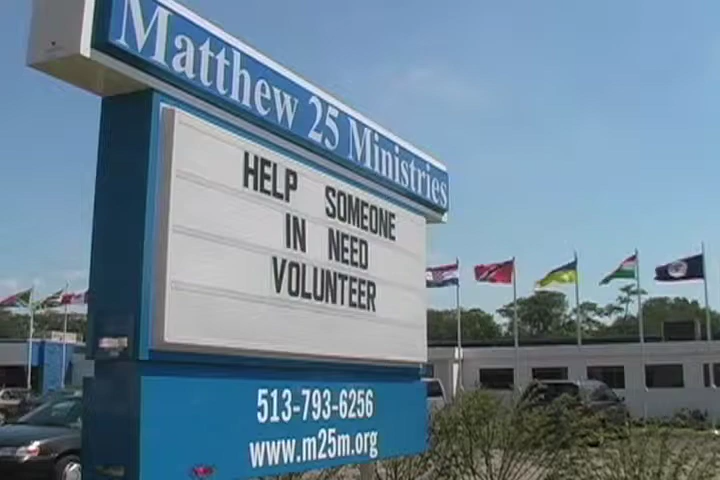 Matthew 25 Ministries
HELP SOMEONE
IN NEED
VOLUNTEER
513-793-6256
www.m25m.org